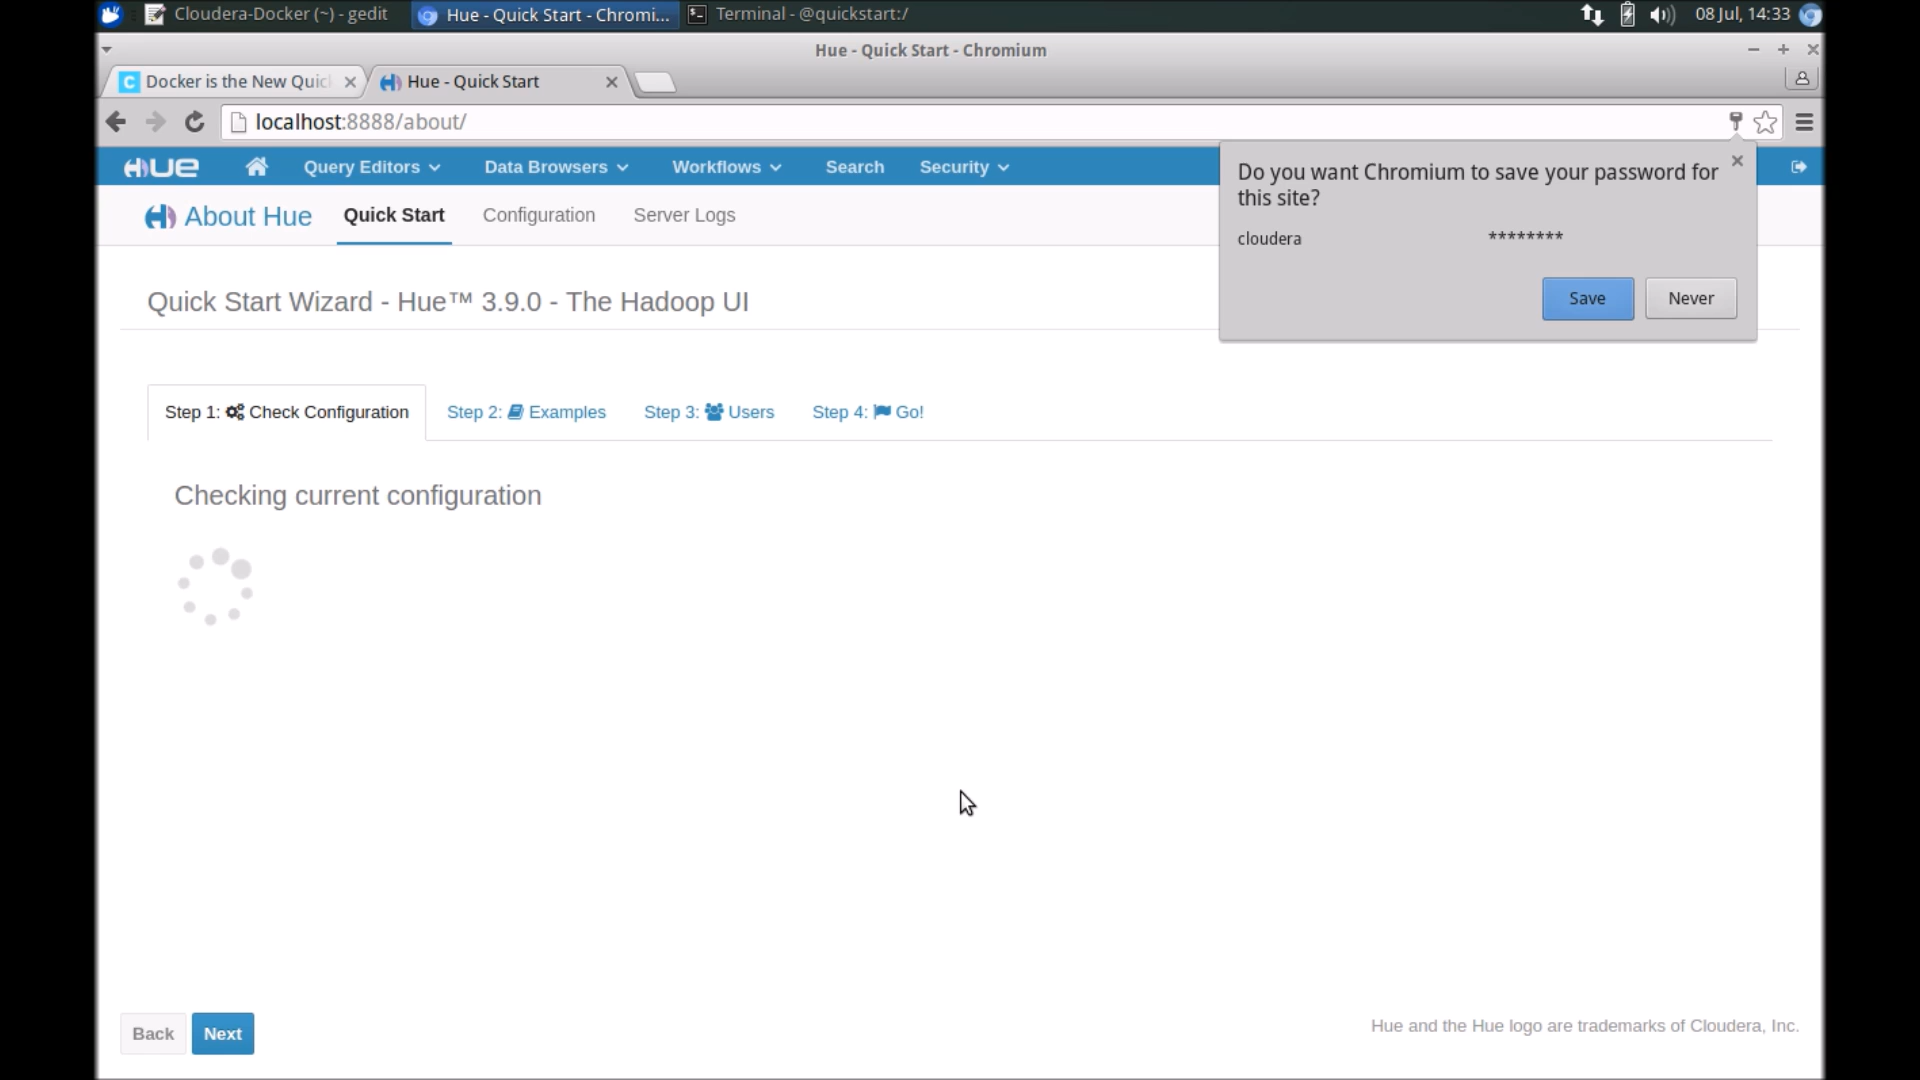 Cloudera-Docker (~) - gedit
Hue - Quick Start - Chromi...
Terminal - @quickstart:/
08 Jul, 14:33
Hue - Quick Start - Chromium
Docker is the New Quic
Hue - Quick Start
localhost:8888/about/
HUE
Query Editors
Data Browsers
Workflows
Search
Security
About Hue
Quick Start
Configuration
Server Logs
Do you want Chromium to save your password for
this site?
cloudera
********
Save
Never
Quick Start Wizard - Hue™ 3.9.0 - The Hadoop UI
Step 1: Check Configuration
Step 2: Examples
Step 3: Users
Step 4: Go!
Checking current configuration
Back
Next
Hue and the Hue logo are trademarks of Cloudera, Inc.